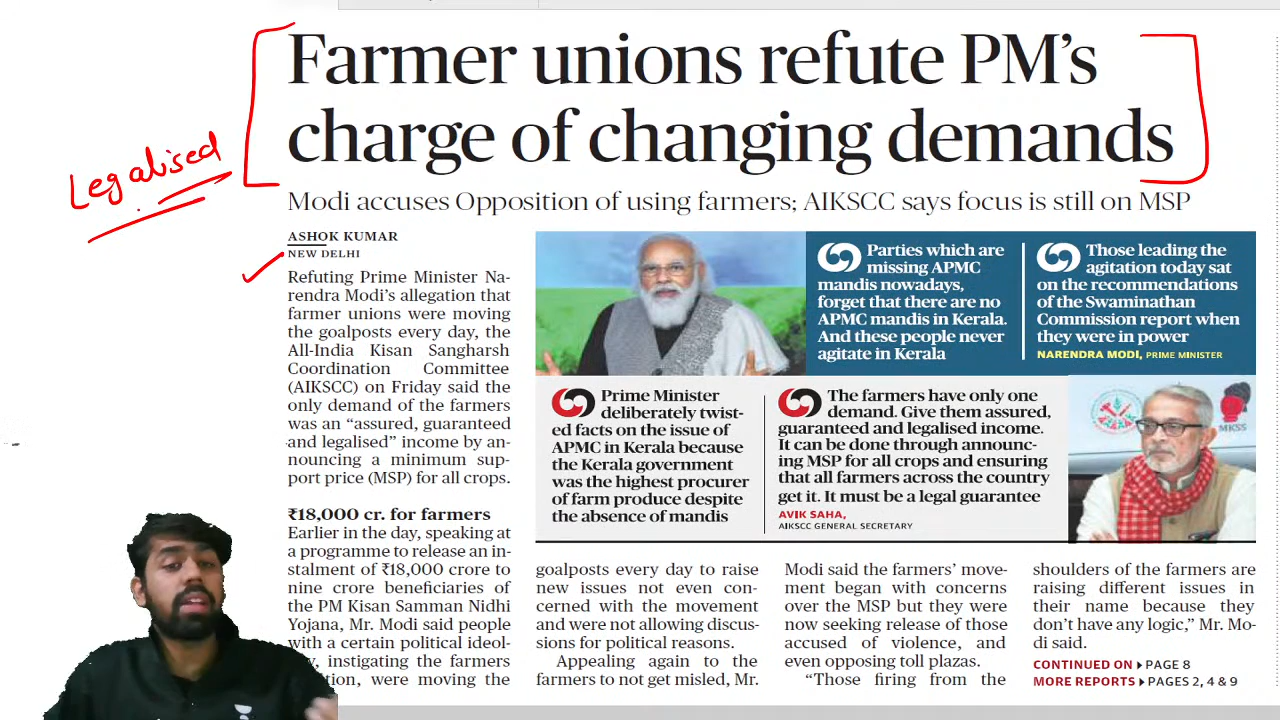 Farmer unions refute PM's
charge of changing demands
Legalised
Modi accuses Opposition of using farmers; AIKSCC says focus is still on MSP
ASHOK KUMAR
NEW DELHI
Refuting Prime Minister Na-
rendra Modi's allegation that
farmer unions were moving
the goalposts every day, the
All-India Kisan Sangharsh
Coordination Committee
(AIKSCC) on Friday said the
only demand of the farmers
was an “assured, guaranteed
and legalised” income by an-
nouncing a minimum sup-
port price (MSP) for all crops.
₹18,000 cr. for farmers
Earlier in the day, speaking at
a programme to release an in-
stalment of ₹18,000 crore to
nine crore beneficiaries of
the PM Kisan Samman Nidhi
Yojana, Mr. Modi said people
with a certain political ideol-
instigating the farmers
were moving the
Parties which are
missing APMC
mandis nowadays,
forget that there are no
APMC mandis in Kerala.
And these people never
agitate in Kerala
Those leading the
agitation today sat
on the recommendations
of the Swaminathan
Commission report when
they were in power
NARENDRA MODI, PRIME MINISTER
Prime Minister
deliberately twist-
ed facts on the issue of
APMC in Kerala because
the Kerala government
was the highest procurer
of farm produce despite
the absence of mandis
The farmers have only one
demand. Give them assured,
guaranteed and legalised income.
It can be done through announc-
ing MSP for all crops and ensuring
that all farmers across the country
get it. It must be a legal guarantee
AVIK SAHA,
AIKSCC GENERAL SECRETARY
MKSS
goalposts every day to raise
new issues not even con-
cerned with the movement
and were not allowing discus-
sions for political reasons.
Appealing again to the
farmers to not get misled, Mr.
Modi said the farmers' move-
ment began with concerns
over the MSP but they were
now seeking release of those
accused of violence, and
even opposing toll plazas.
“Those firing from the
shoulders of the farmers are
raising different issues in
their name because they
don't have any logic,” Mr. Mo-
di said.
CONTINUED ON PAGE 8
MORE REPORTS PAGES 2, 4 & 9